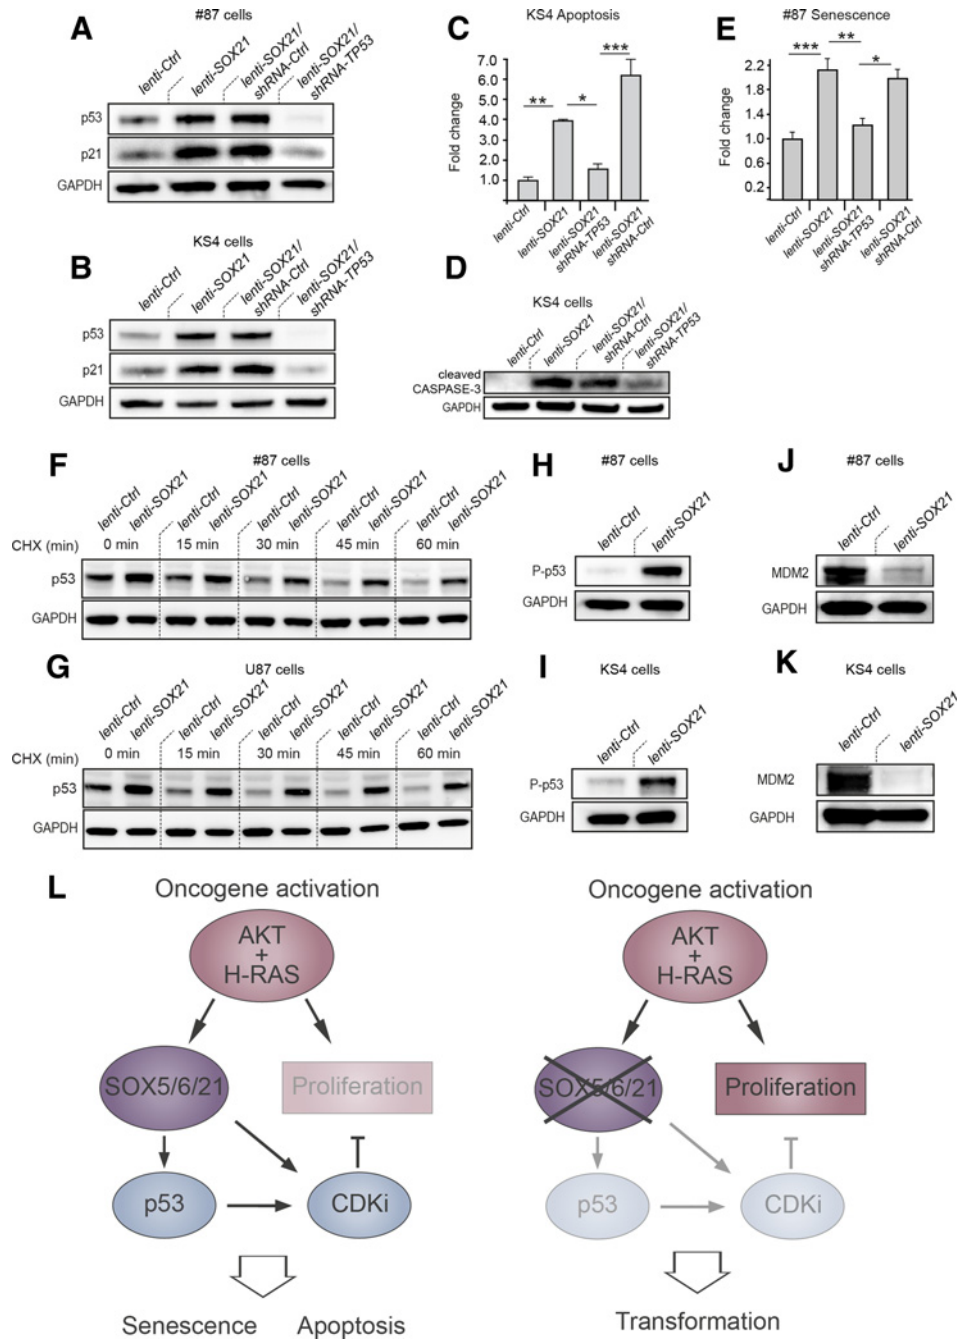 A
#87 cells
lenti-Ctrl
lenti-SOX21
lenti-SOX21/
shRNA-Ctrl
lenti-SOX21/
shRNA-TP53
p53
p21
GAPDH
B
KS4 cells
lenti-Ctrl
lenti-SOX21
lenti-SOX21/
shRNA-Ctrl
lenti-SOX21/
shRNA-TP53
p53
p21
GAPDH
C
KS4 Apoptosis
Fold change
7.0
6.0
4.0
2.0
1.0
**
*
***
lenti-Ctrl
lenti-SOX21
lenti-SOX21
shRNA-TP53
lenti-SOX21
shRNA-Ctrl
E
#87 Senescence
Fold change
2.2
1.8
1.4
1.0
0.6
0.2
***
**
*
lenti-Ctrl
lenti-SOX21
lenti-SOX21
shRNA-TP53
lenti-SOX21
shRNA-Ctrl
D
KS4 cells
lenti-Ctrl
lenti-SOX21
lenti-SOX21/
shRNA-Ctrl
lenti-SOX21/
shRNA-TP53
cleaved
CASPASE-3
GAPDH
F
#87 cells
lenti-Ctrl
lenti-SOX21
lenti-Ctrl
lenti-SOX21
lenti-Ctrl
lenti-SOX21
lenti-Ctrl
lenti-SOX21
lenti-Ctrl
lenti-SOX21
CHX (min) 0 min 15 min 30 min 45 min 60 min
p53
GAPDH
G
U87 cells
lenti-Ctrl
lenti-SOX21
lenti-Ctrl
lenti-SOX21
lenti-Ctrl
lenti-SOX21
lenti-Ctrl
lenti-SOX21
lenti-Ctrl
lenti-SOX21
CHX (min) 0 min 15 min 30 min 45 min 60 min
p53
GAPDH
H
#87 cells
lenti-Ctrl
lenti-SOX21
P-p53
GAPDH
I
KS4 cells
lenti-Ctrl
lenti-SOX21
P-p53
GAPDH
J
#87 cells
lenti-Ctrl
lenti-SOX21
MDM2
GAPDH
K
KS4 cells
lenti-Ctrl
lenti-SOX21
MDM2
GAPDH
L
Oncogene activation
AKT
+
H-RAS
SOX5/6/21
Proliferation
p53
CDKi
Senescence Apoptosis
Oncogene activation
AKT
+
H-RAS
SOX5/6/21
Proliferation
p53
CDKi
Transformation